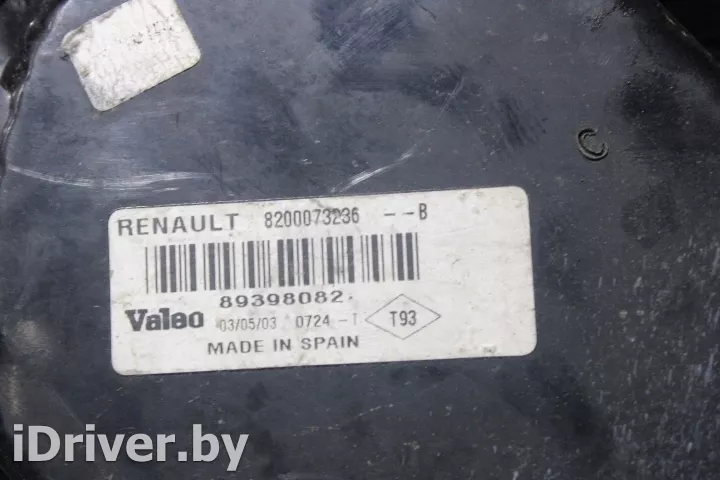 C
RENAULT 8200073236 --B
89398082.
Valeo 03/05/03 0724 -T T93
MADE IN SPAIN
iDriver.by